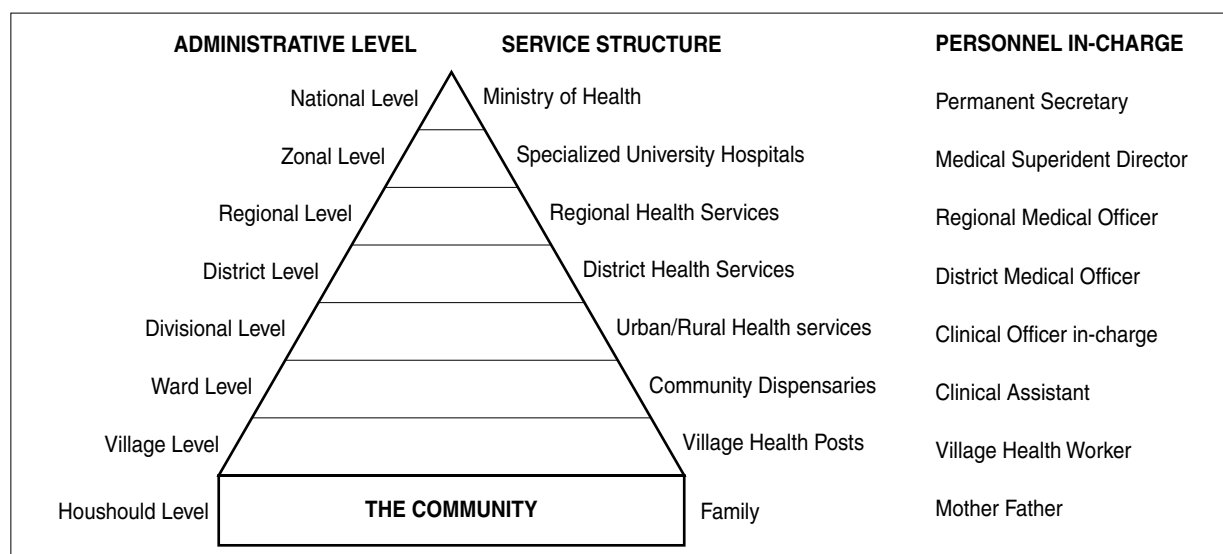 ADMINISTRATIVE LEVEL SERVICE STRUCTURE PERSONNEL IN-CHARGE
National Level Ministry of Health Permanent Secretary
Zonal Level Specialized University Hospitals Medical Superident Director
Regional Level Regional Health Services Regional Medical Officer
District Level District Health Services District Medical Officer
Divisional Level Urban/Rural Health services Clinical Officer in-charge
Ward Level Community Dispensaries Clinical Assistant
Village Level Village Health Posts Village Health Worker
Houshould Level THE COMMUNITY Family Mother Father